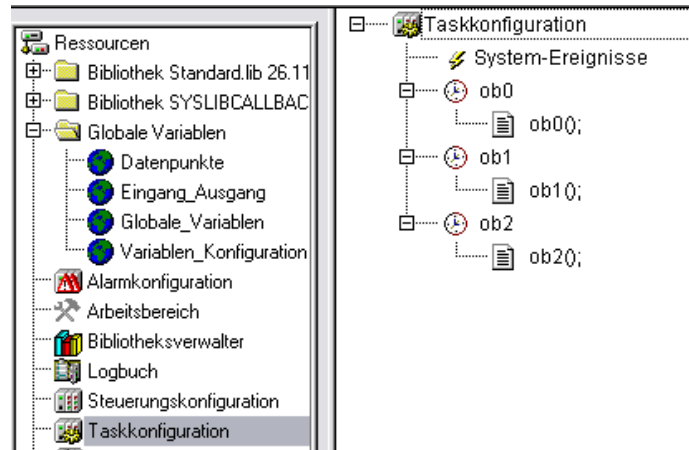 Ressourcen
Bibliothek Standard.lib 26.11
Bibliothek SYSLIBCALLBAC
Globale Variablen
Datenpunkte
Eingang_Ausgang
Globale_Variablen
Variablen_Konfiguration
Alarmkonfiguration
Arbeitsbereich
Bibliotheksverwalter
Logbuch
Steuerungskonfiguration
Taskkonfiguration
Taskkonfiguration
System-Ereignisse
ob0
ob0();
ob1
ob1();
ob2
ob2();